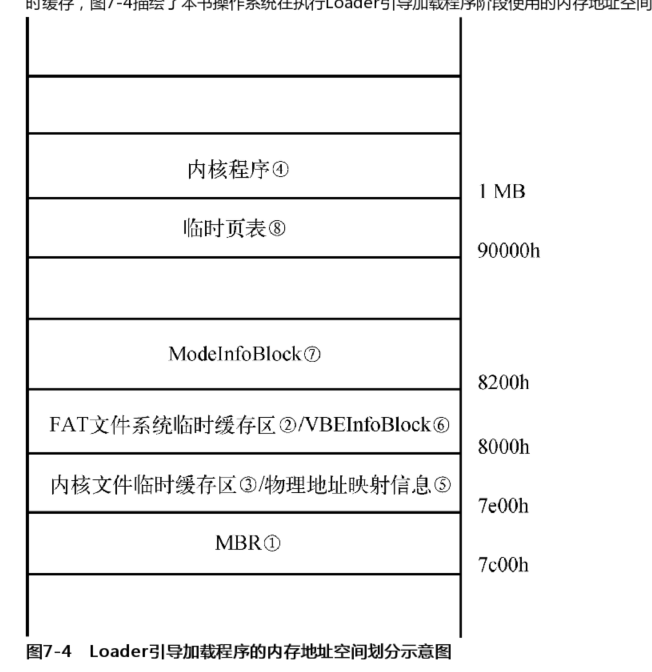 时缓存，图7-4描绘了本书操作系统在执行Loader引导加载程序阶段使用的内存地址空间
内核程序④
1 MB
临时页表⑧
90000h
ModeInfoBlock⑦
8200h
FAT文件系统临时缓存区②/VBEInfoBlock⑥
8000h
内核文件临时缓存区③/物理地址映射信息⑤
7e00h
MBR①
7c00h
图7-4 Loader引导加载程序的内存地址空间划分示意图